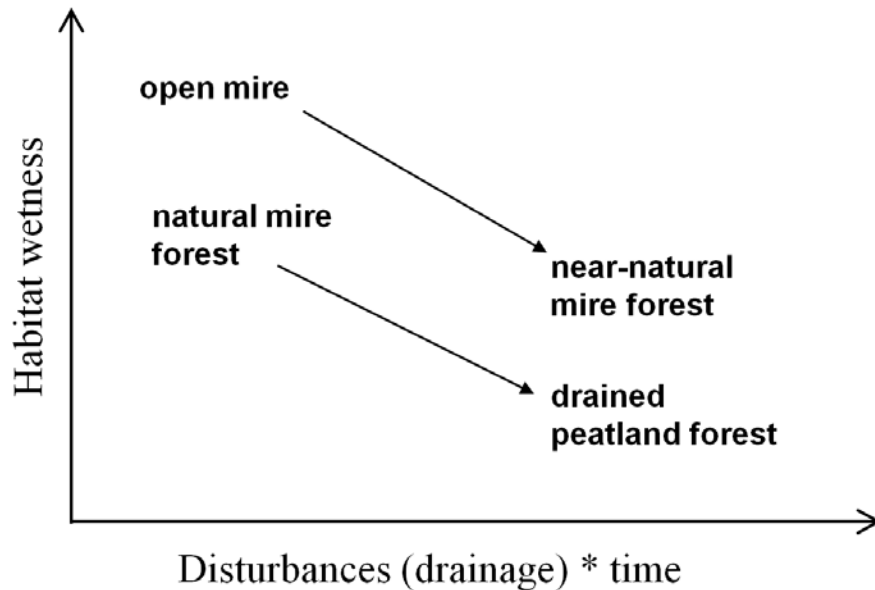 Habitat wetness
open mire
natural mire
forest
near-natural
mire forest
drained
peatland forest
Disturbances (drainage) * time